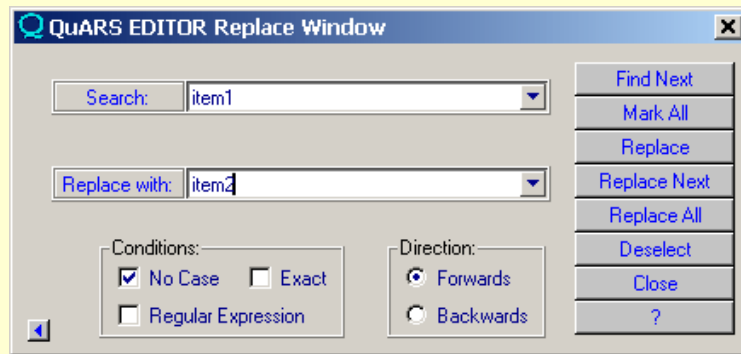 QuARS EDITOR Replace Window
Search: item1
Replace with: item2
Conditions:
No Case Exact
Regular Expression
Direction:
Forwards
Backwards
Find Next
Mark All
Replace
Replace Next
Replace All
Deselect
Close
?